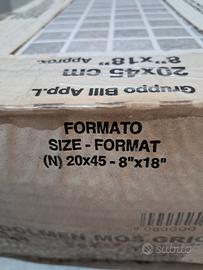 Gruppo BIII App.L
20x45 cm
8"x18" Approx.
FORMATO
SIZE - FORMAT
(N) 20x45 - 8"x18"
subito